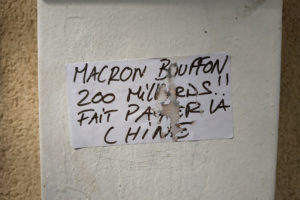 MACRON BOUFFON
200 MILLIARDS..!!
FAIT PAYER LA
CHINE